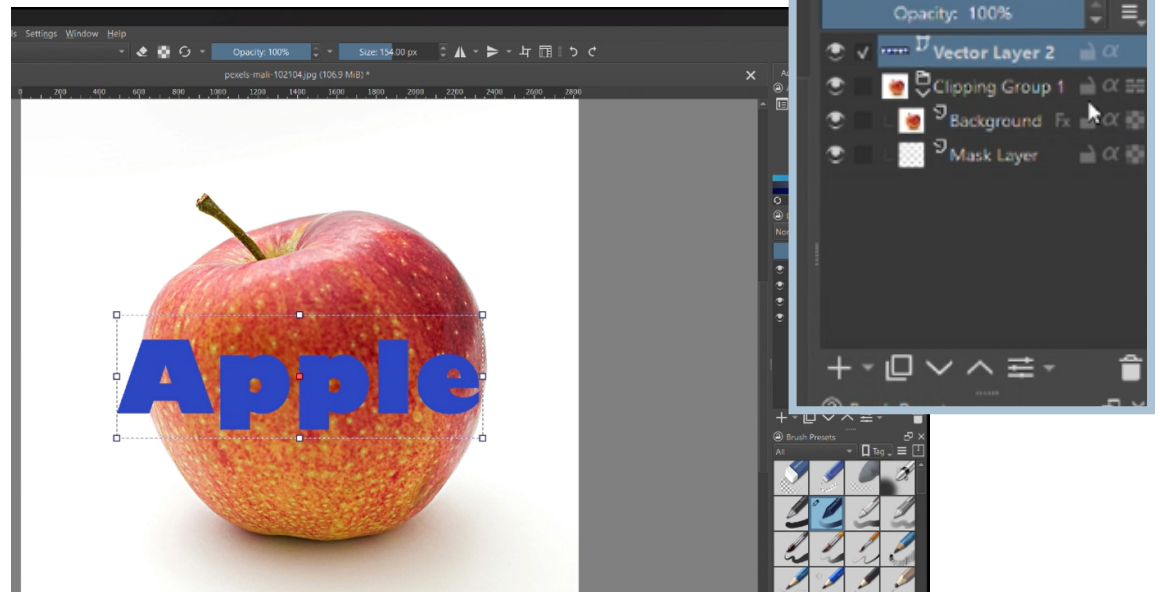 Settings Window Help
Opacity: 100% Size: 154.00 px
pexels-mali-102104.jpg (106.9 MiB) *
0 200 400 600 800 1000 1200 1400 1600 1800 2000 2200 2400 2600 2800
Apple
Opacity: 100%
Vector Layer 2
Clipping Group 1
Background Fx
Mask Layer
Brush Presets
All Tag